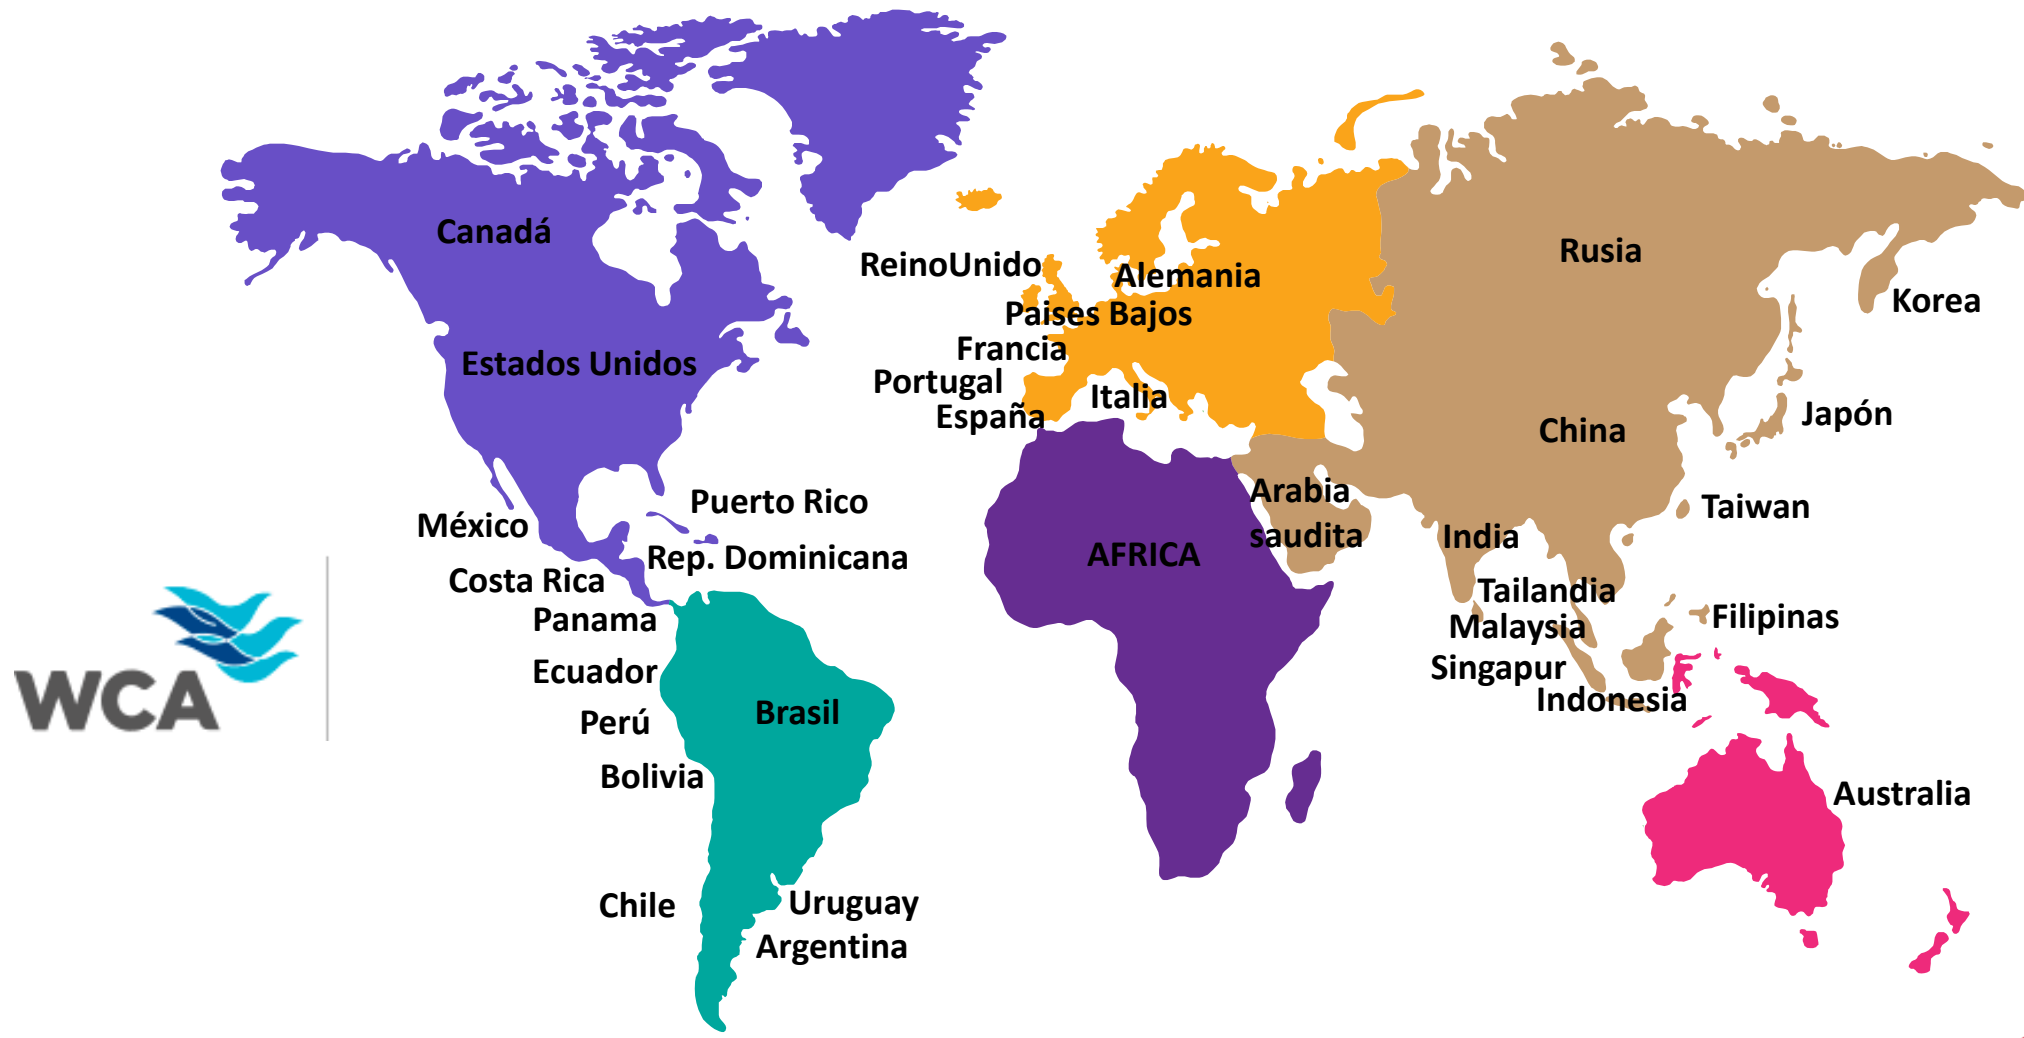 Canadá
Estados Unidos
México
Puerto Rico
Rep. Dominicana
Costa Rica
Panama
Ecuador
Perú
Bolivia
Brasil
Chile
Uruguay
Argentina
WCA
ReinoUnido
Alemania
Paises Bajos
Francia
Portugal
Italia
España
AFRICA
Rusia
Korea
China
Japón
Arabia
saudita
India
Taiwan
Tailandia
Malaysia
Filipinas
Singapur
Indonesia
Australia